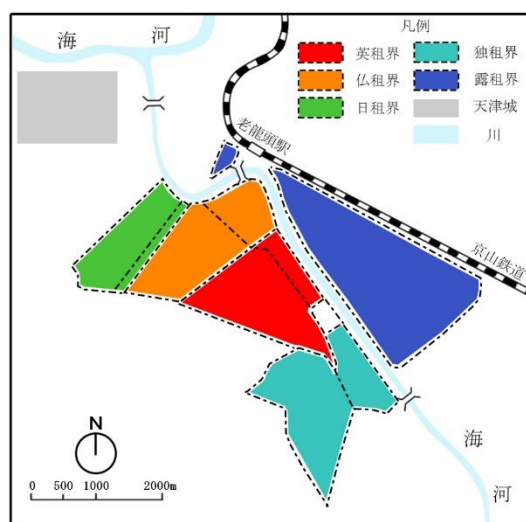 海河
凡例
英租界
独租界
仏租界
露租界
日租界
天津城
川
老龍頭駅
京山鉄道
海河
N
0 500 1000 2000m